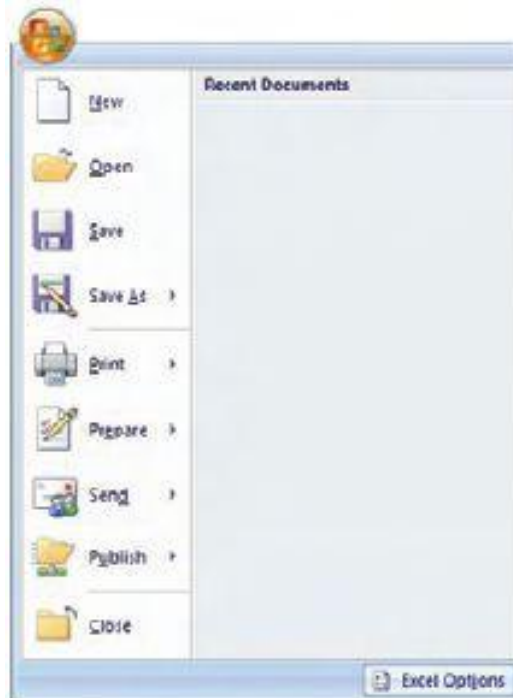 Recent Documents
New
Open
Save
Save As
Print
Prepare
Send
Publish
Close
Excel Options